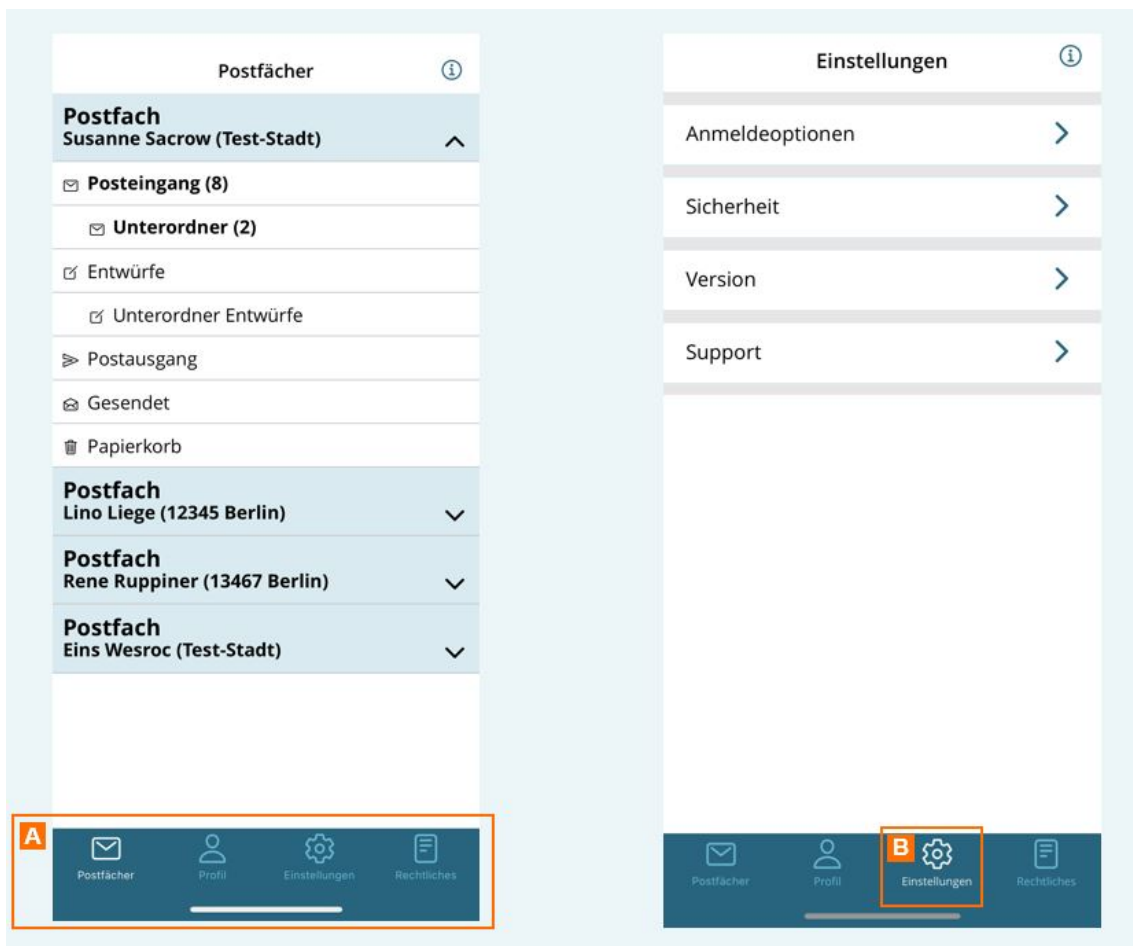 Postfächer
Postfach
Susanne Sacrow (Test-Stadt)
Posteingang (8)
Unterordner (2)
Entwürfe
Unterordner Entwürfe
Postausgang
Gesendet
Papierkorb
Postfach
Lino Liege (12345 Berlin)
Postfach
Rene Ruppiner (13467 Berlin)
Postfach
Eins Wesroc (Test-Stadt)
A
Postfächer Profil Einstellungen Rechtliches
Einstellungen
Anmeldeoptionen
Sicherheit
Version
Support
B
Postfächer Profil Einstellungen Rechtliches